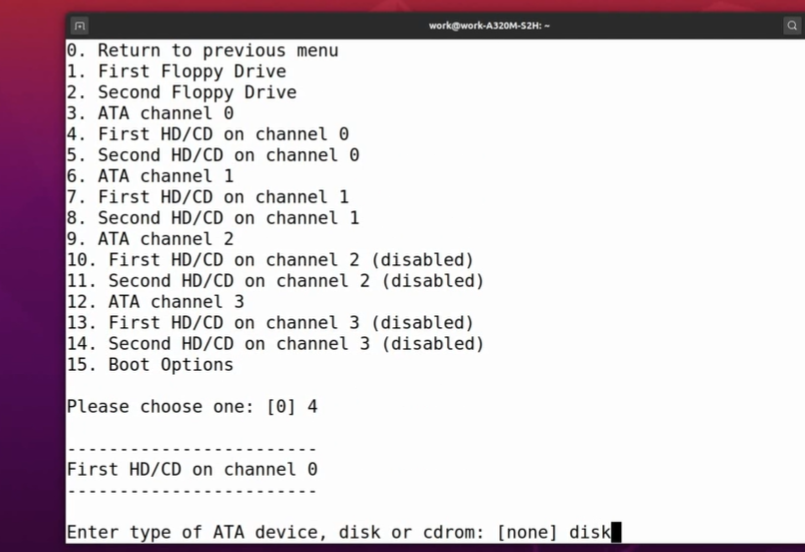 work@work-A320M-S2H: ~
0. Return to previous menu
1. First Floppy Drive
2. Second Floppy Drive
3. ATA channel 0
4. First HD/CD on channel 0
5. Second HD/CD on channel 0
6. ATA channel 1
7. First HD/CD on channel 1
8. Second HD/CD on channel 1
9. ATA channel 2
10. First HD/CD on channel 2 (disabled)
11. Second HD/CD on channel 2 (disabled)
12. ATA channel 3
13. First HD/CD on channel 3 (disabled)
14. Second HD/CD on channel 3 (disabled)
15. Boot Options
Please choose one: [0] 4
------------------------
First HD/CD on channel 0
------------------------
Enter type of ATA device, disk or cdrom: [none] disk